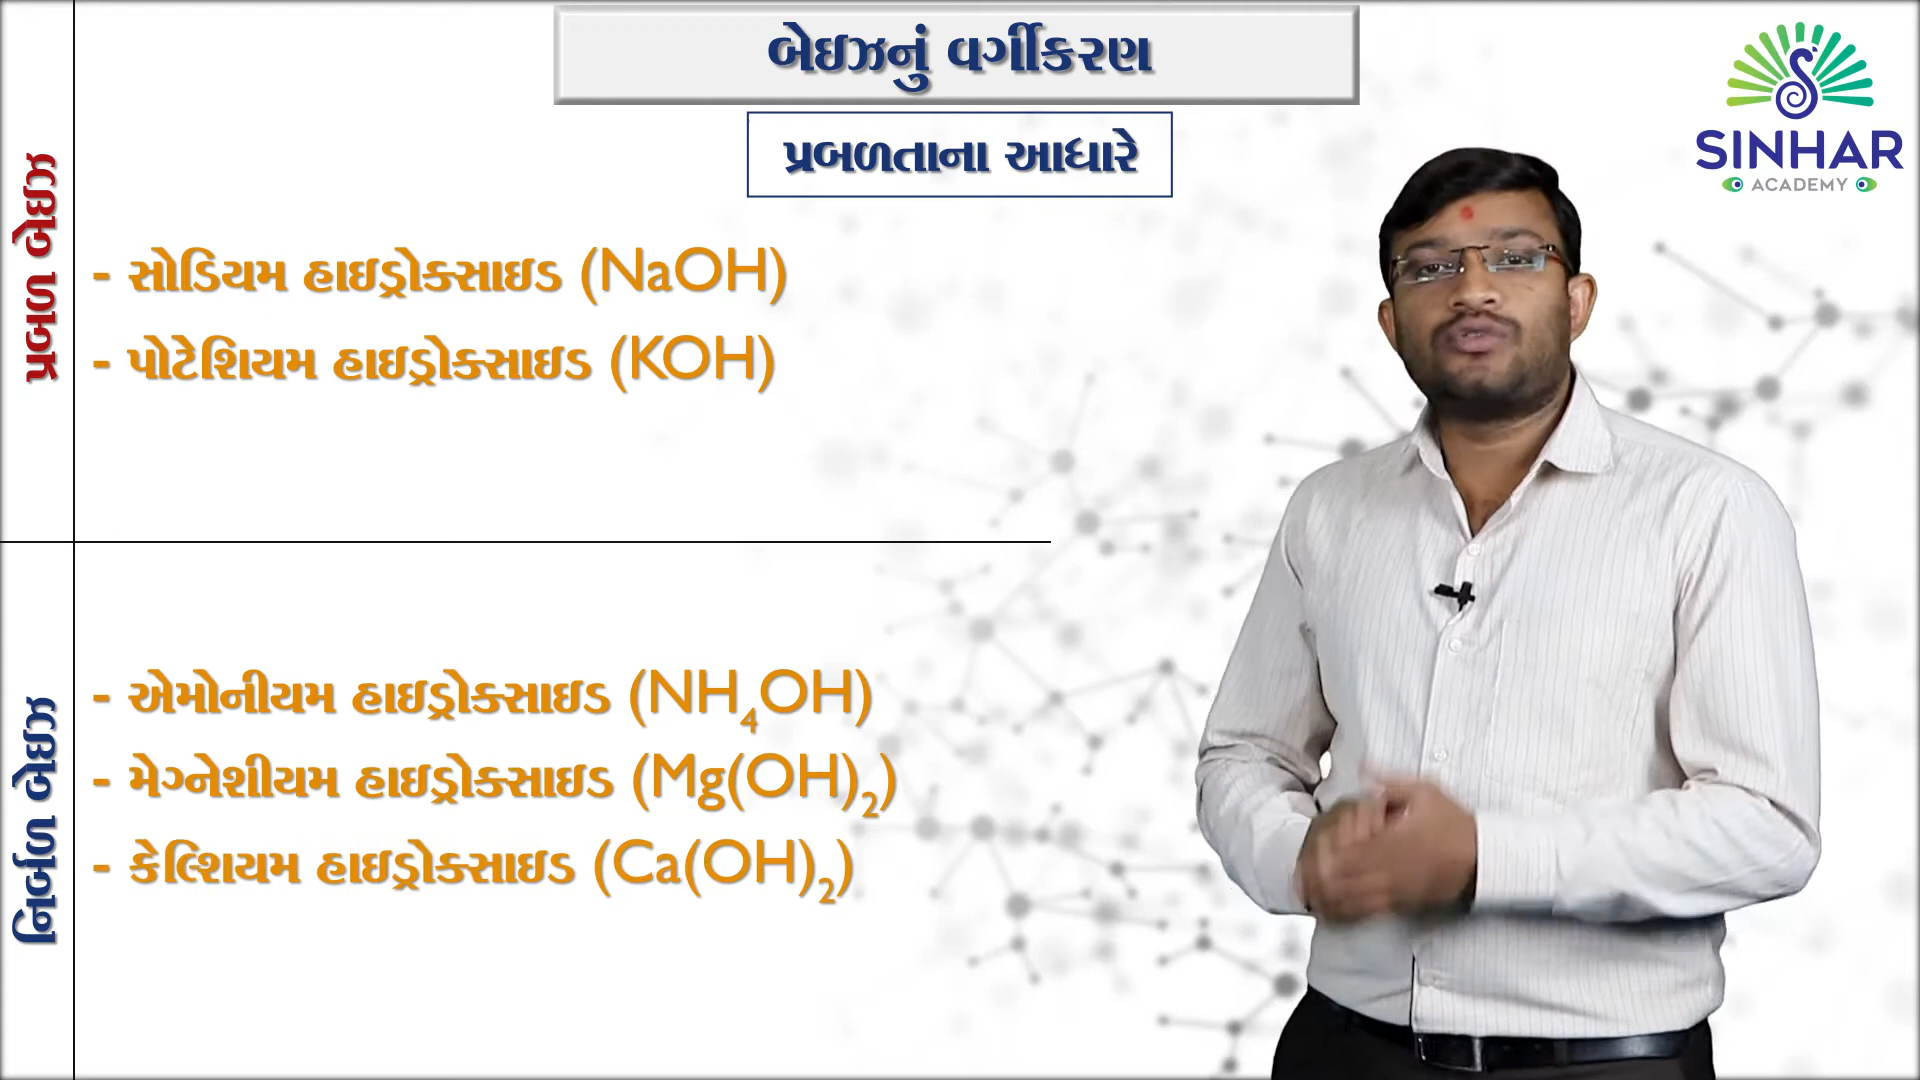 બેઇઝનું વર્ગીકરણ
પ્રબળતાના આધારે
SINHAR
ACADEMY
પ્રબળ બેઇઝ
- સોડિયમ હાઇડ્રોક્સાઇડ (NaOH)
- પોટેશિયમ હાઇડ્રોક્સાઇડ (KOH)
નિર્બળ બેઇઝ
- એમોનીયમ હાઇડ્રોક્સાઇડ (NH₄OH)
- મેગ્નેશીયમ હાઇડ્રોક્સાઇડ (Mg(OH)₂)
- કેલ્શિયમ હાઇડ્રોક્સાઇડ (Ca(OH)₂)